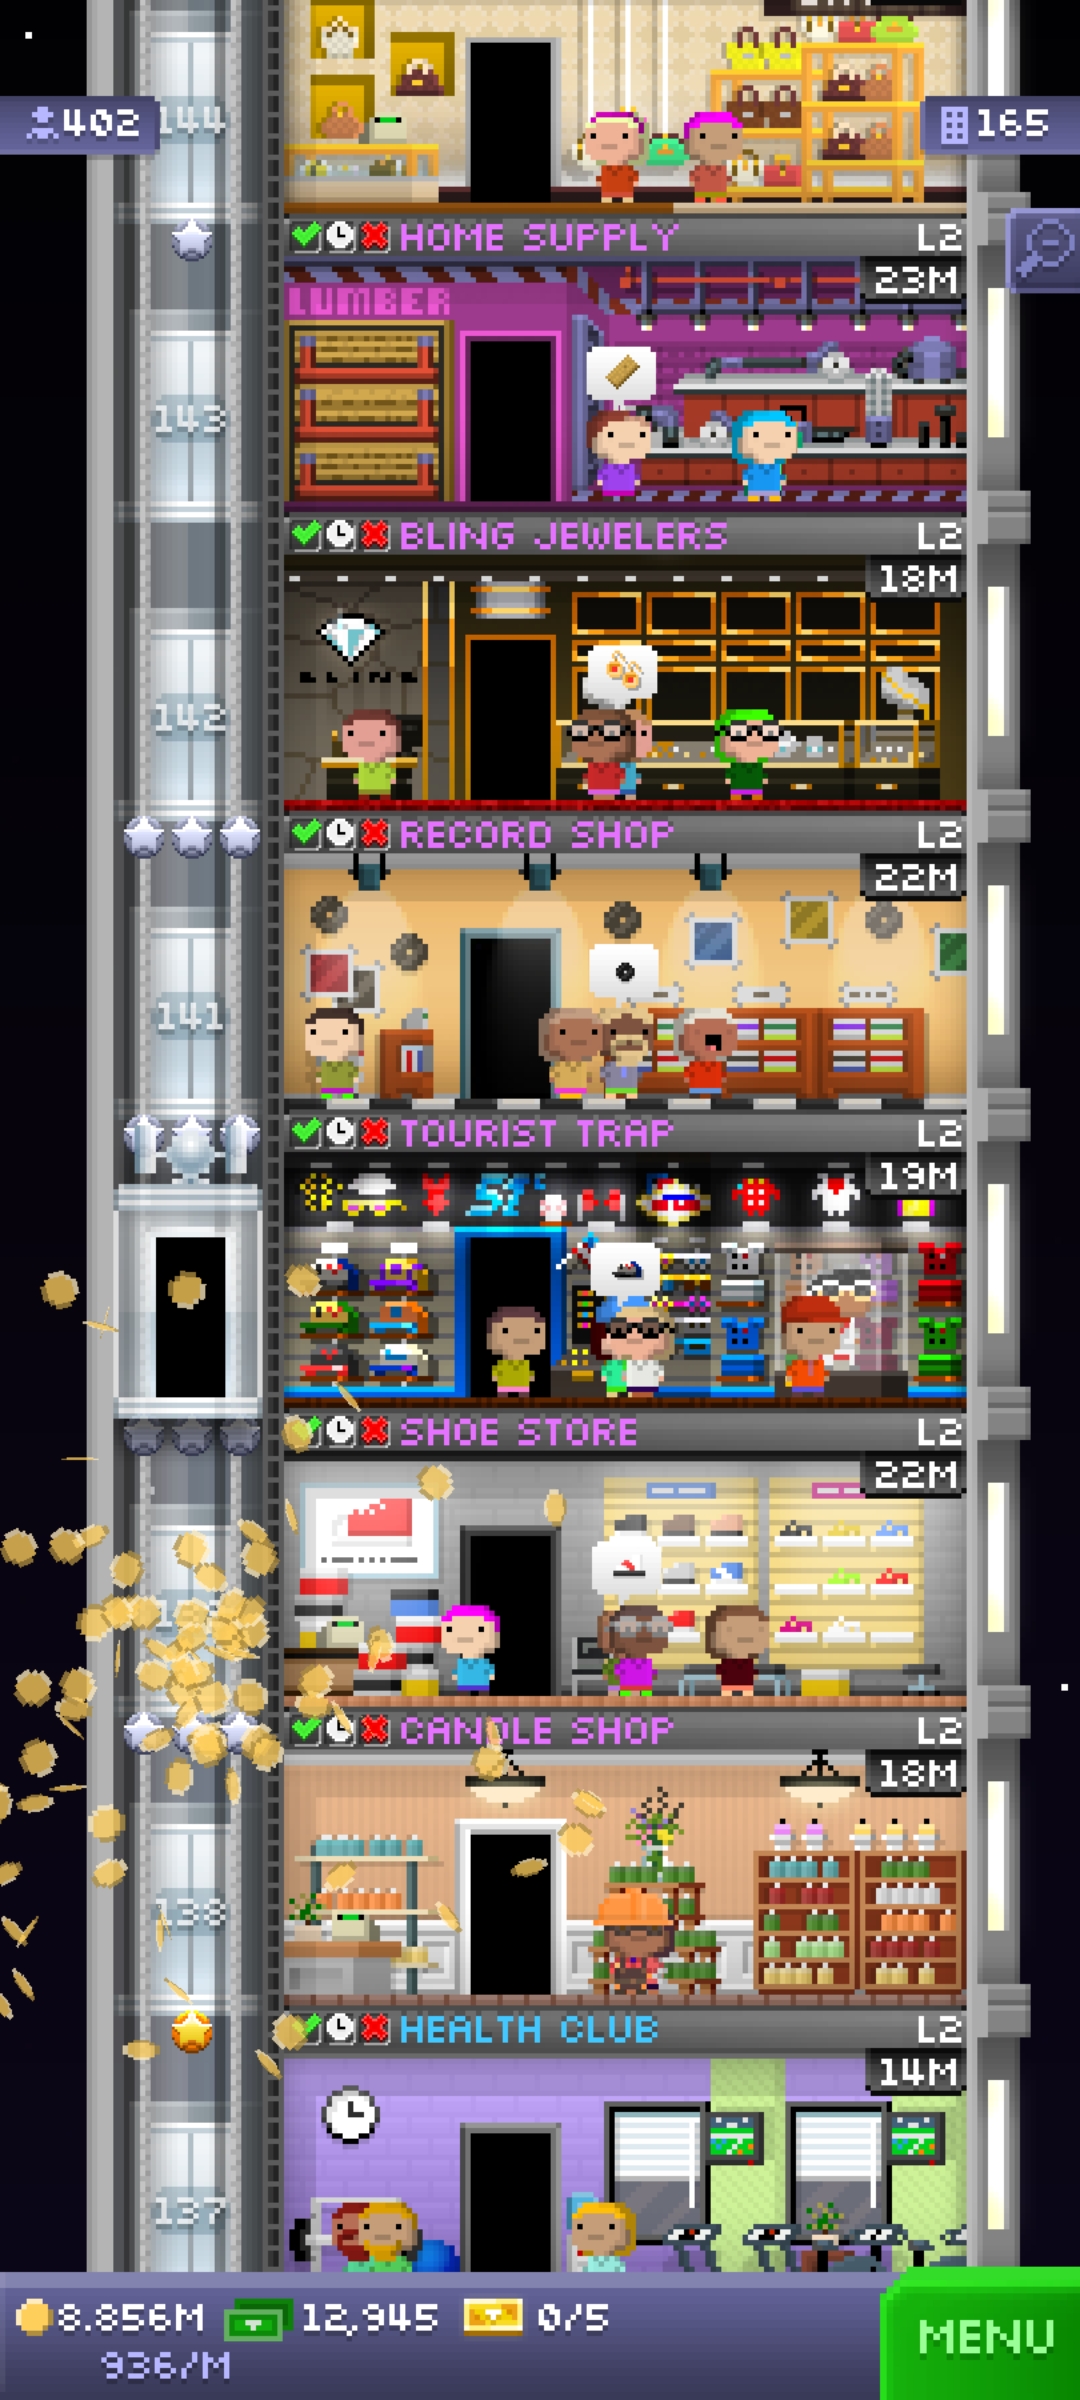 402
165
144
HOME SUPPLY L2
23M
LUMBER
143
BLING JEWELERS L2
18M
BLING
142
RECORD SHOP L2
22M
141
TOURIST TRAP L2
19M
SHOE STORE L2
22M
CANDLE SHOP L2
18M
138
HEALTH CLUB L2
14M
137
8.856M 12,945 0/5
936/M
MENU